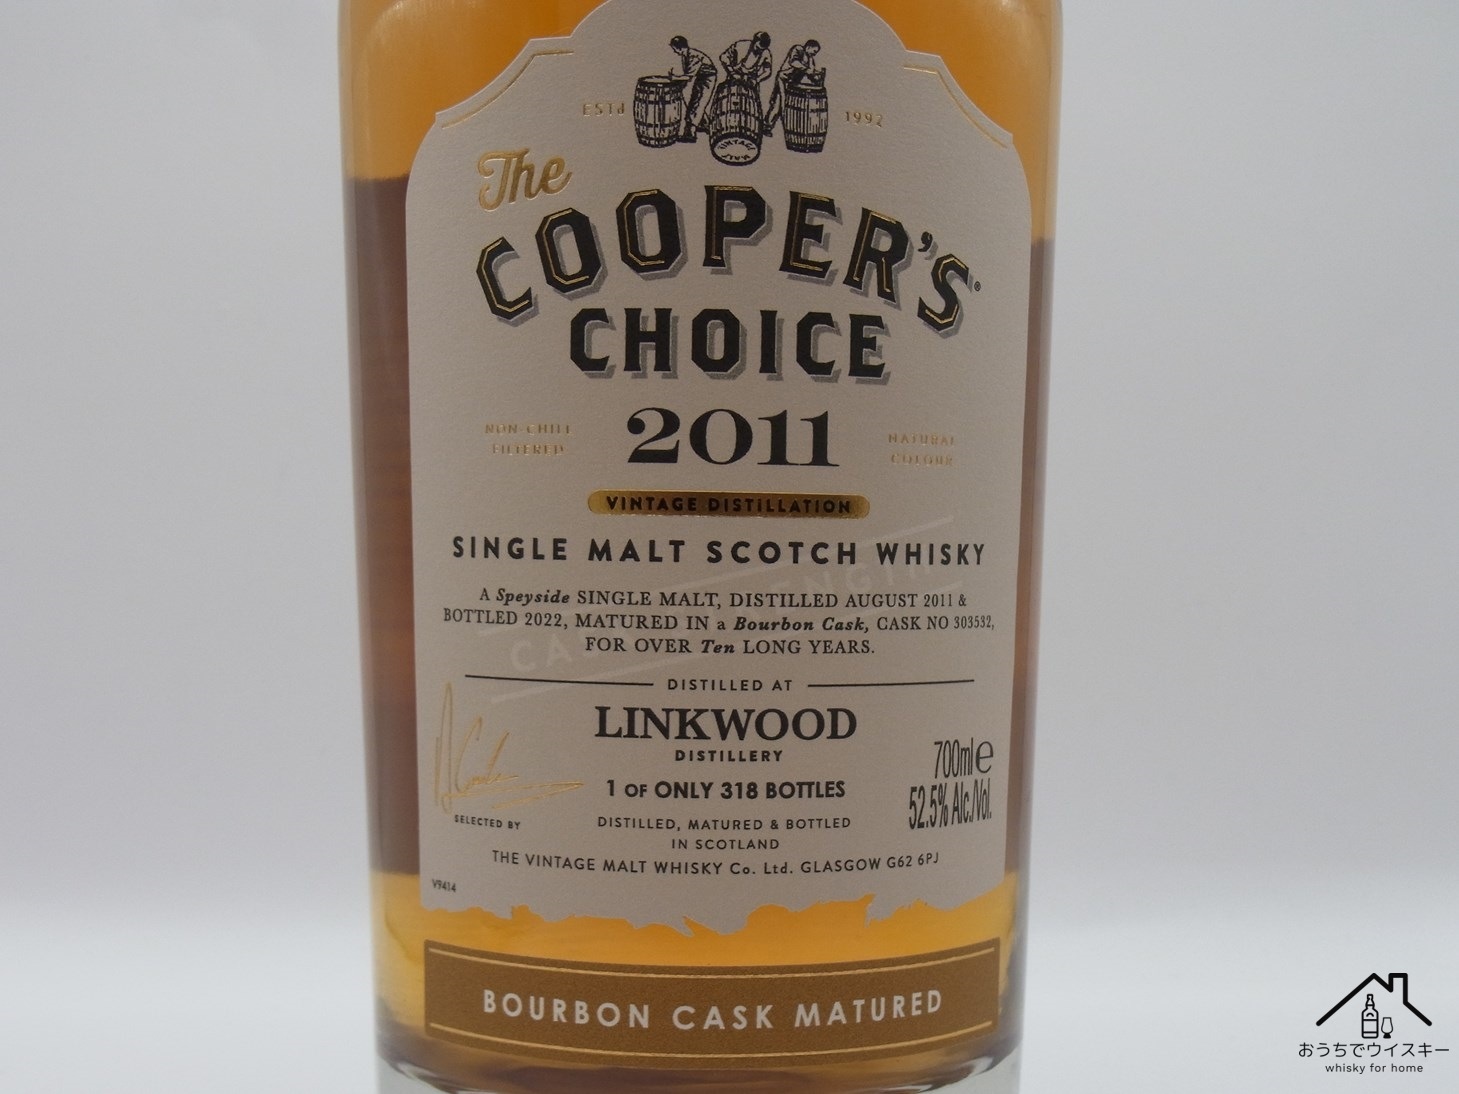 ESTd 1992
VINTAGE MALT
The
COOPER'S®
CHOICE
2011
NON-CHILL
FILTERED
NATURAL
COLOUR
VINTAGE DISTILLATION
SINGLE MALT SCOTCH WHISKY
CASK STRENGTH
A Speyside SINGLE MALT, DISTILLED AUGUST 2011 &
BOTTLED 2022, MATURED IN a Bourbon Cask, CASK NO 303532,
FOR OVER Ten LONG YEARS.
DISTILLED AT
LINKWOOD
DISTILLERY
1 OF ONLY 318 BOTTLES
700ml e
52.5% Alc./Vol.
SELECTED BY
DISTILLED, MATURED & BOTTLED
IN SCOTLAND
THE VINTAGE MALT WHISKY Co. Ltd. GLASGOW G62 6PJ
V9414
BOURBON CASK MATURED
おうちでウイスキー
whisky for home